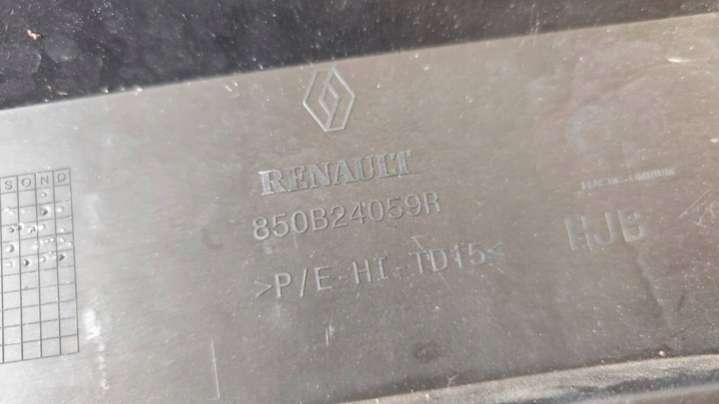 RENAULT
850B24059R
>P/E-HI-TD15<
HJB
S O N D